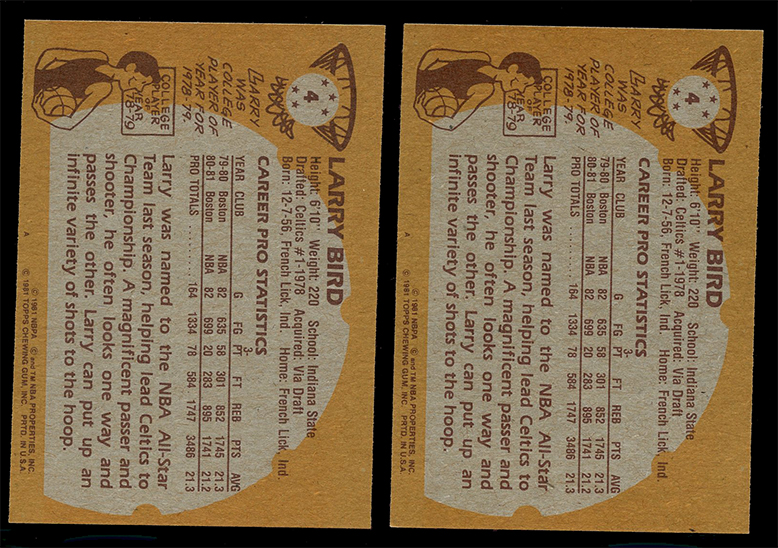 4
LARRY BIRD
Height: 6'10" Weight: 220 School: Indiana State
Drafted: Celtics #1-1978 Acquired: Via Draft
Born: 12-7-56, French Lick, Ind. Home: French Lick, Ind.
LARRY
WAS
COLLEGE
PLAYER OF
YEAR FOR
1978-79.
COLLEGE
PLAYER
OF
YEAR
78-79
CAREER PRO STATISTICS
YEAR CLUB G FG 3-PT FT REB PTS AVG
79-80 Boston NBA 82 635 58 301 852 1745 21.3
80-81 Boston NBA 82 699 20 283 895 1741 21.2
PRO TOTALS ........ 164 1334 78 584 1747 3486 21.3
Larry was named to the NBA All-Star
Team last season, helping lead Celtics to
Championship. A magnificent passer and
shooter, he often looks one way and
passes the other. Larry can put up an
infinite variety of shots to the hoop.
A © 1981 NBPA © and TM NBA PROPERTIES, INC.
© 1981 TOPPS CHEWING GUM, INC. PRTD. IN U.S.A.
4
LARRY BIRD
Height: 6'10" Weight: 220 School: Indiana State
Drafted: Celtics #1-1978 Acquired: Via Draft
Born: 12-7-56, French Lick, Ind. Home: French Lick, Ind.
LARRY
WAS
COLLEGE
PLAYER OF
YEAR FOR
1978-79.
COLLEGE
PLAYER
OF
YEAR
78-79
CAREER PRO STATISTICS
YEAR CLUB G FG 3-PT FT REB PTS AVG
79-80 Boston NBA 82 635 58 301 852 1745 21.3
80-81 Boston NBA 82 699 20 283 895 1741 21.2
PRO TOTALS ........ 164 1334 78 584 1747 3486 21.3
Larry was named to the NBA All-Star
Team last season, helping lead Celtics to
Championship. A magnificent passer and
shooter, he often looks one way and
passes the other. Larry can put up an
infinite variety of shots to the hoop.
A © 1981 NBPA © and TM NBA PROPERTIES, INC.
© 1981 TOPPS CHEWING GUM, INC. PRTD. IN U.S.A.